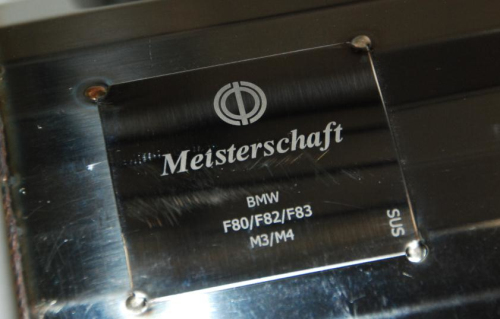 Meisterschaft
BMW
F80/F82/F83
M3/M4
SUS